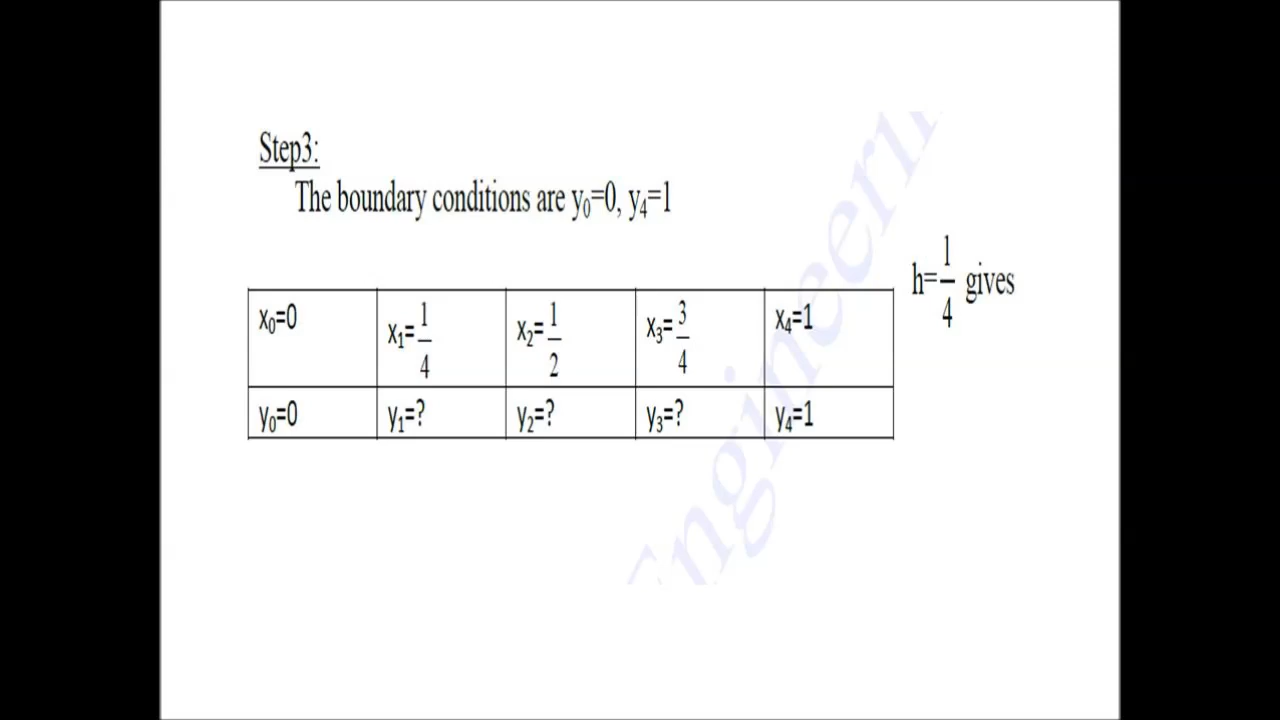 Step3:
The boundary conditions are y₀=0, y₄=1
h=1/4 gives
x₀=0 x₁=1/4 x₂=1/2 x₃=3/4 x₄=1
y₀=0 y₁=? y₂=? y₃=? y₄=1